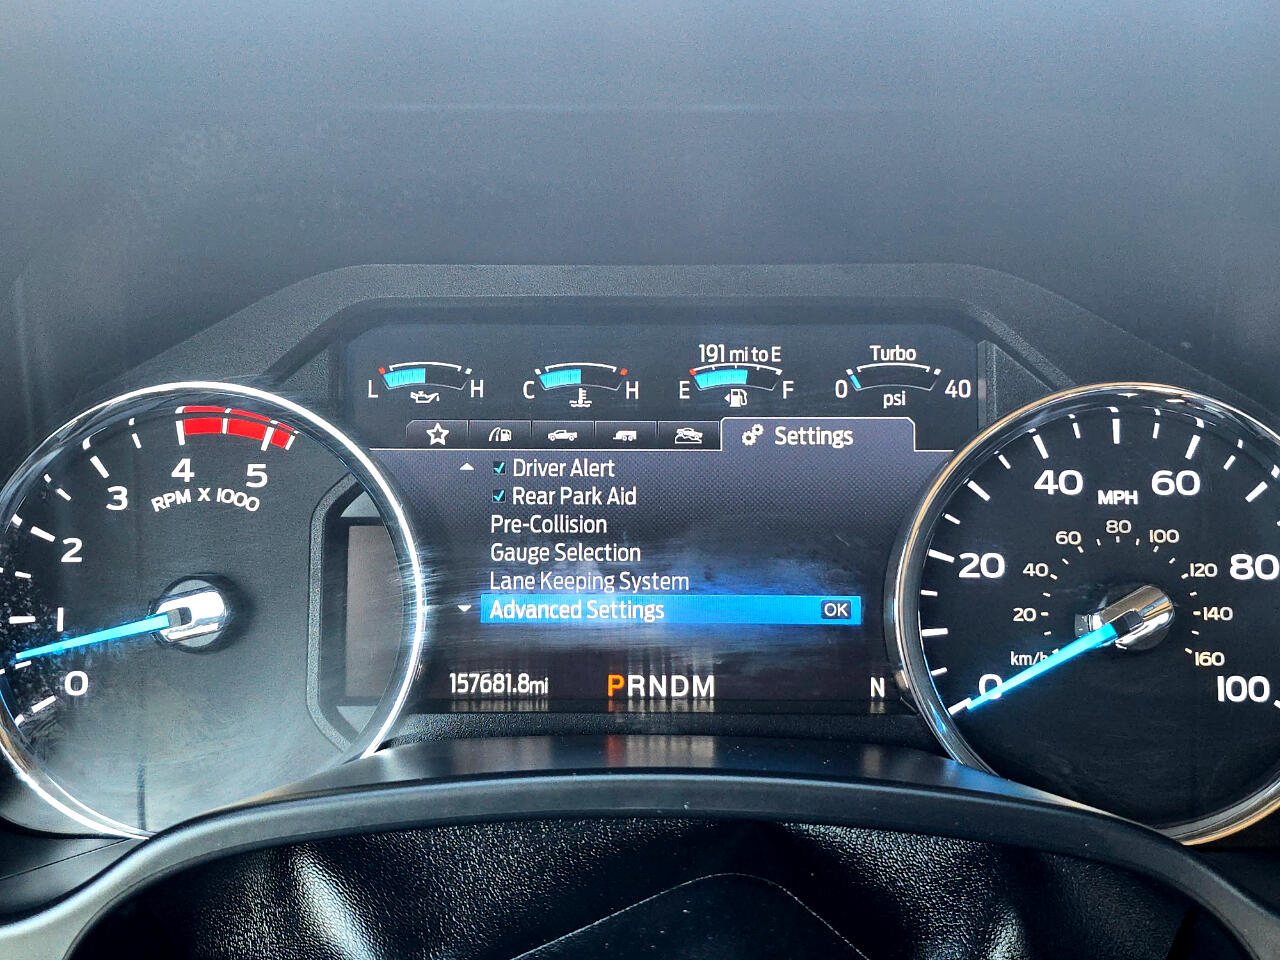 191 mi to E
Turbo
L H
C H
E F
0 40
psi
Settings
Driver Alert
Rear Park Aid
Pre-Collision
Gauge Selection
Lane Keeping System
Advanced Settings OK
157681.8mi
PRNDM
N
0
1
2
3
4
5
RPM X 1000
0
20
40
60
80
100
MPH
km/h
20
40
60
80
100
120
140
160